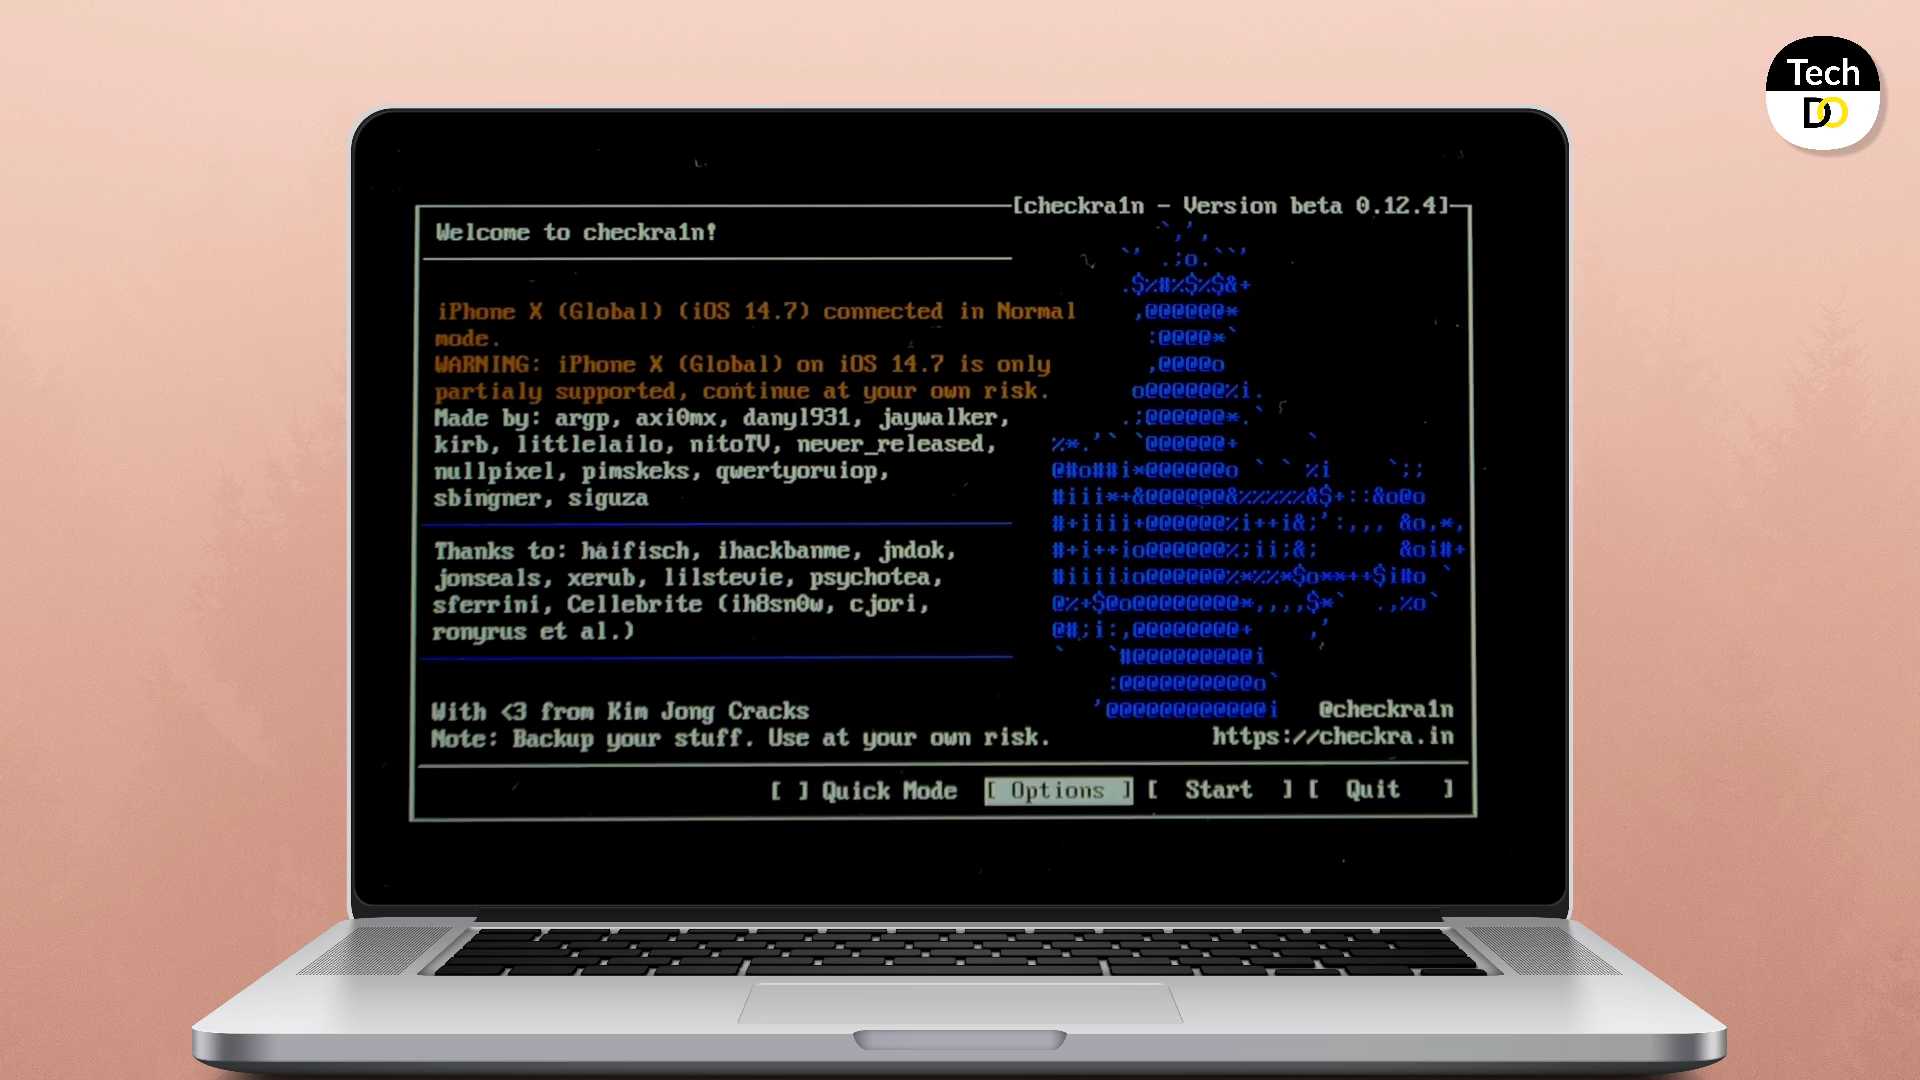 Tech
DO
[checkra1n - Version beta 0.12.4]
Welcome to checkra1n!
iPhone X (Global) (iOS 14.7) connected in Normal
mode.
WARNING: iPhone X (Global) on iOS 14.7 is only
partialy supported, continue at your own risk.
Made by: argp, axi0mx, danyl931, jaywalker,
kirb, littlelailo, nitoTV, never_released,
nullpixel, pimskeks, qwertyoruiop,
sbingner, siguza
Thanks to: haifisch, ihackbanme, jndok,
jonseals, xerub, lilstevie, psychotea,
sferrini, Cellebrite (ih8sn0w, cjori,
ronyrus et al.)
With <3 from Kim Jong Cracks
@checkra1n
Note: Backup your stuff. Use at your own risk.
https://checkra.in
[ ] Quick Mode [ Options ] [ Start ] [ Quit ]